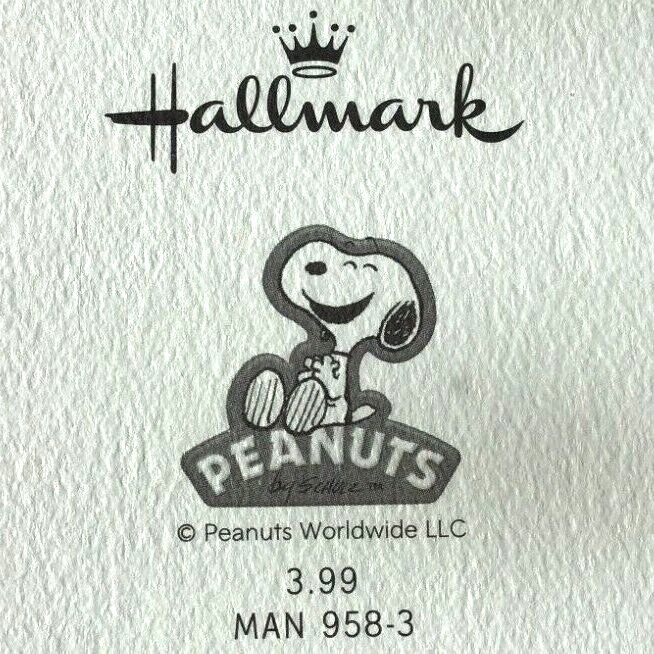 Hallmark
PEANUTS
by SCHULZ ™
© Peanuts Worldwide LLC
3.99
MAN 958-3